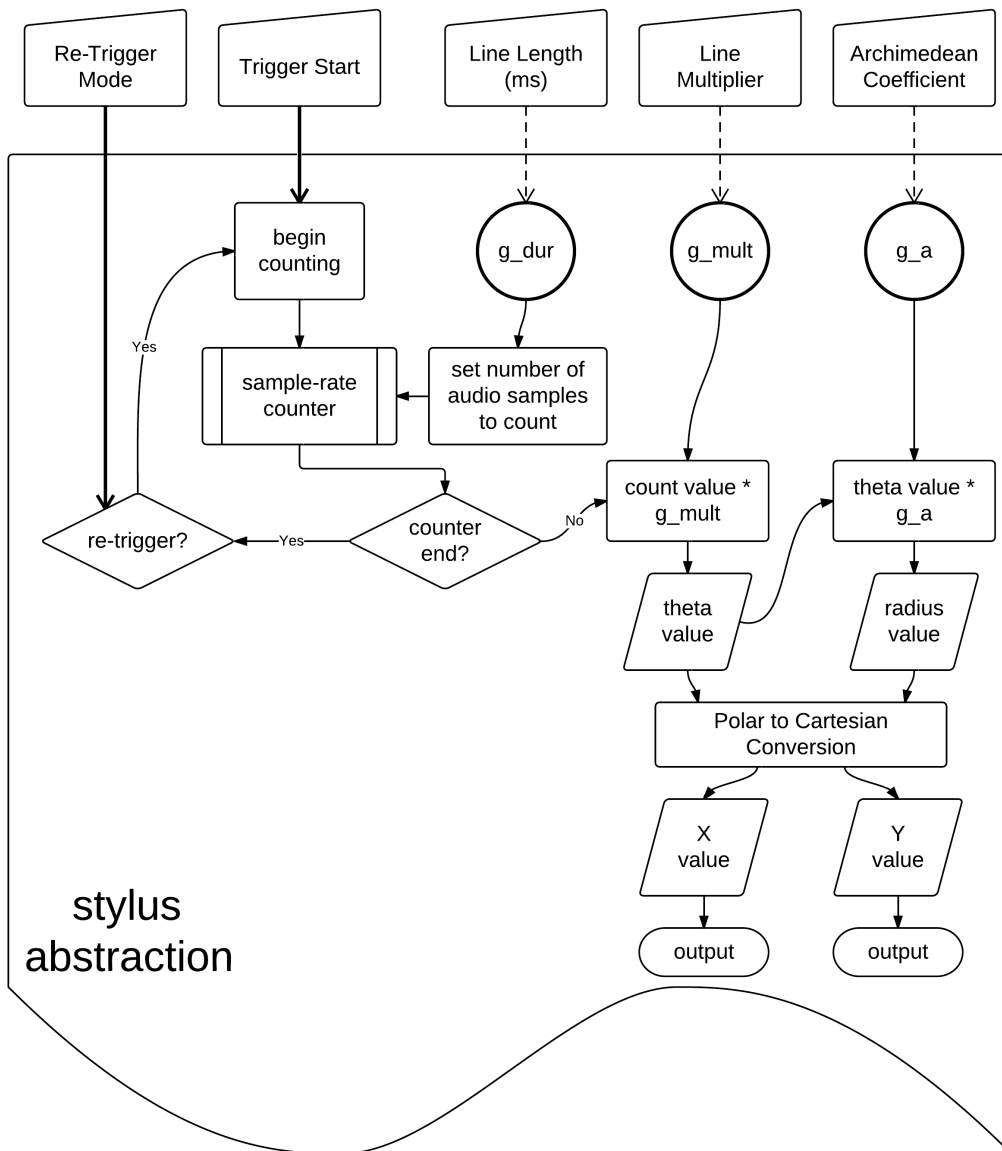 Re-Trigger
Mode
Trigger Start
Line Length
(ms)
Line
Multiplier
Archimedean
Coefficient
begin
counting
g_dur
g_mult
g_a
Yes
sample-rate
counter
set number of
audio samples
to count
re-trigger?
Yes
counter
end?
No
count value *
g_mult
theta value *
g_a
theta
value
radius
value
Polar to Cartesian
Conversion
X
value
Y
value
output
output
stylus
abstraction